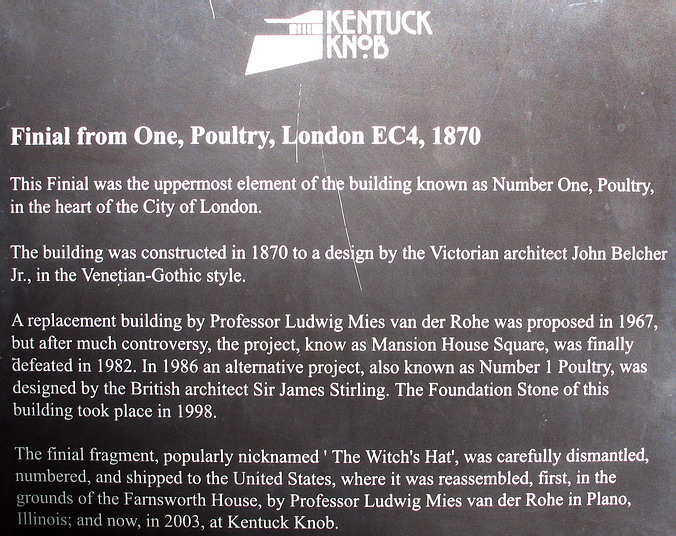 KENTUCK
KNOB
Finial from One, Poultry, London EC4, 1870
This Finial was the uppermost element of the building known as Number One, Poultry,
in the heart of the City of London.
The building was constructed in 1870 to a design by the Victorian architect John Belcher
Jr., in the Venetian-Gothic style.
A replacement building by Professor Ludwig Mies van der Rohe was proposed in 1967,
but after much controversy, the project, know as Mansion House Square, was finally
defeated in 1982. In 1986 an alternative project, also known as Number 1 Poultry, was
designed by the British architect Sir James Stirling. The Foundation Stone of this
building took place in 1998.
The finial fragment, popularly nicknamed ' The Witch's Hat', was carefully dismantled,
numbered, and shipped to the United States, where it was reassembled, first, in the
grounds of the Farnsworth House, by Professor Ludwig Mies van der Rohe in Plano,
Illinois; and now, in 2003, at Kentuck Knob.